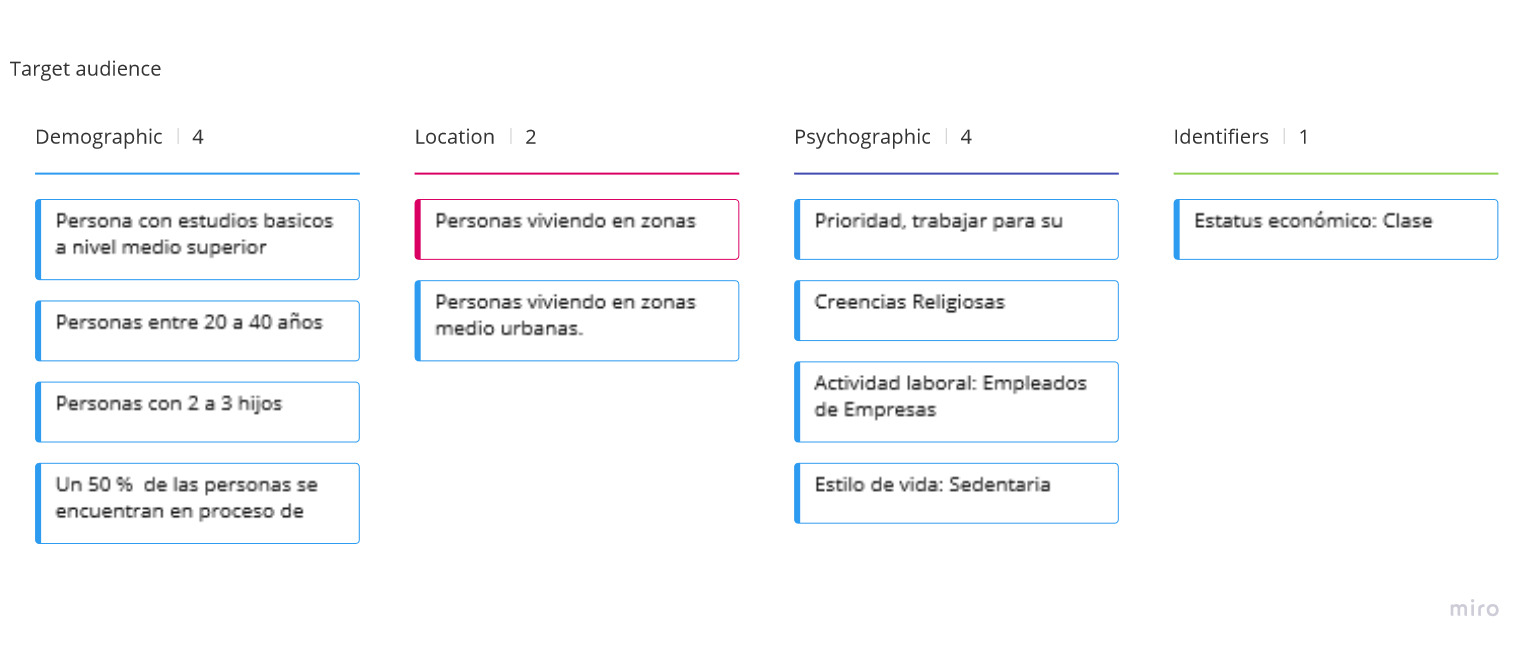 Target audience
Demographic | 4
Persona con estudios basicos
a nivel medio superior
Personas entre 20 a 40 años
Personas con 2 a 3 hijos
Un 50 % de las personas se
encuentran en proceso de
Location | 2
Personas viviendo en zonas
Personas viviendo en zonas
medio urbanas.
Psychographic | 4
Prioridad, trabajar para su
Creencias Religiosas
Actividad laboral: Empleados
de Empresas
Estilo de vida: Sedentaria
Identifiers | 1
Estatus económico: Clase
miro